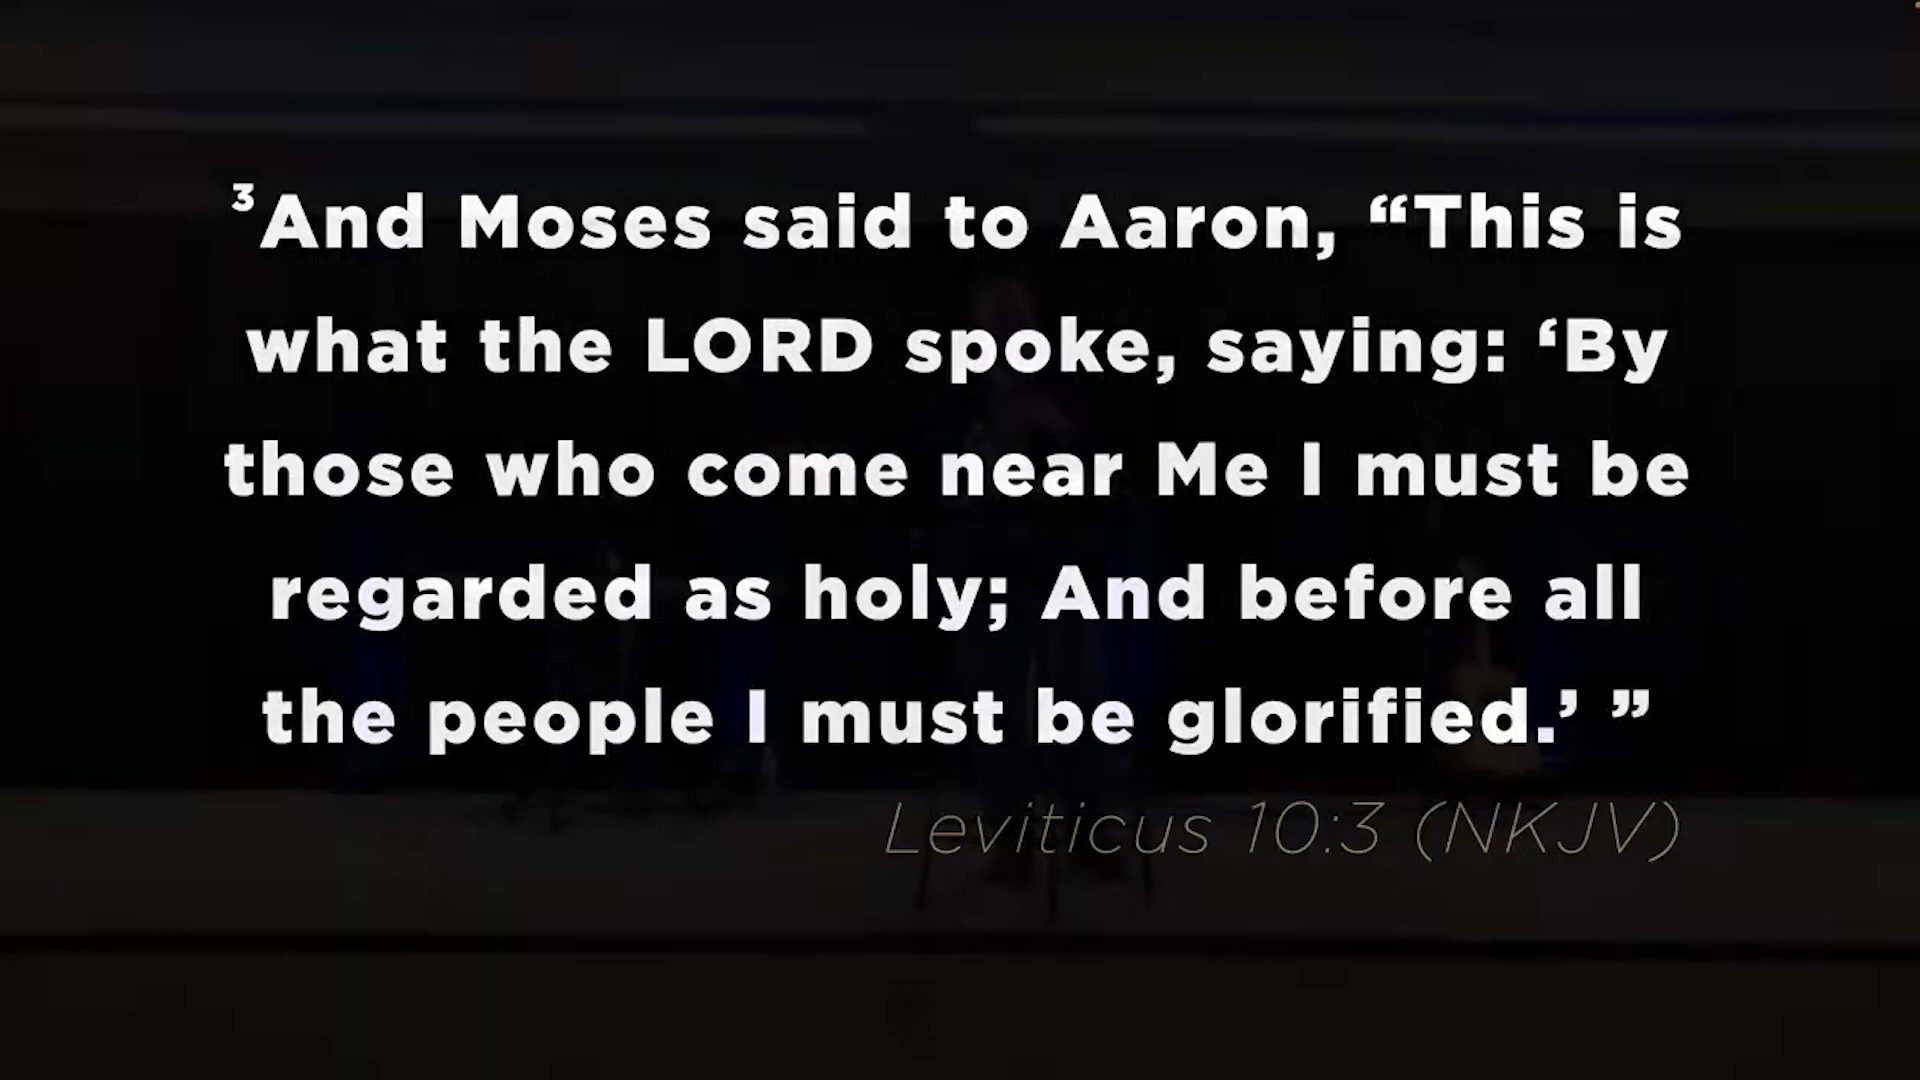 ³And Moses said to Aaron, “This is
what the LORD spoke, saying: ‘By
those who come near Me I must be
regarded as holy; And before all
the people I must be glorified.’ ”
Leviticus 10:3 (NKJV)